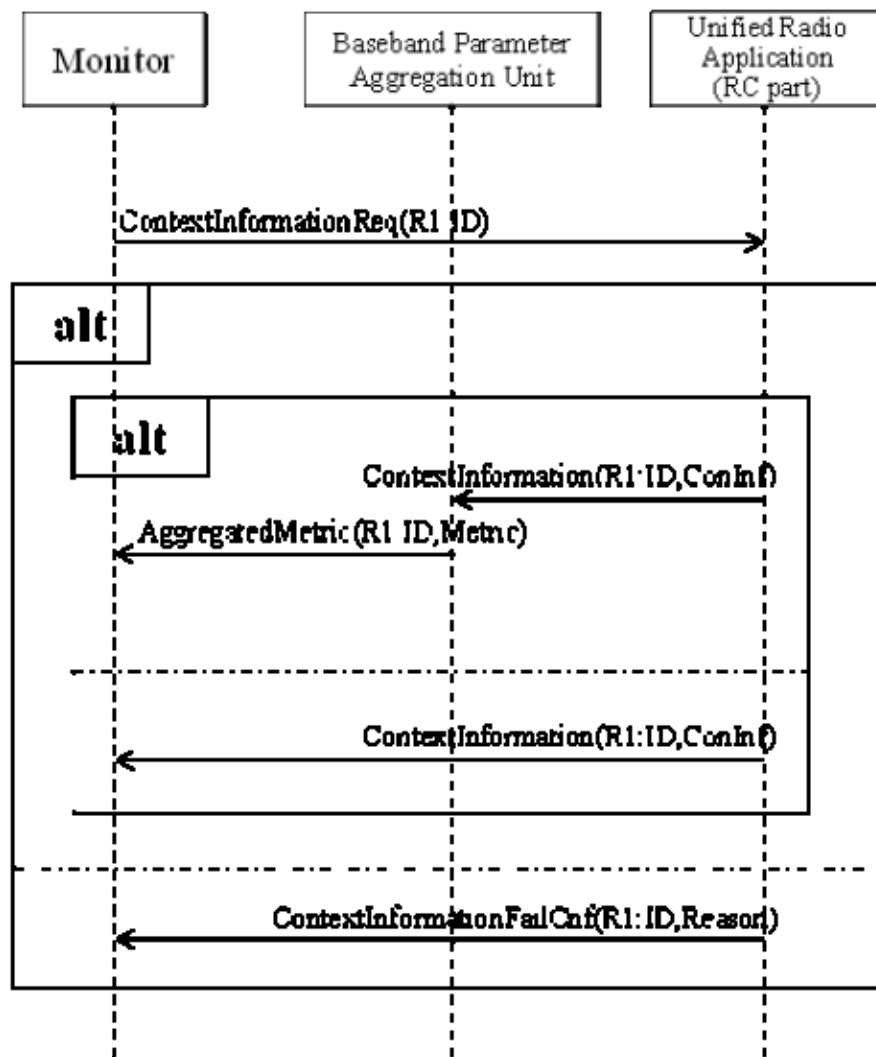 Monitor
Baseband Parameter
Aggregation Unit
Unified Radio
Application
(RC part)
ContextInformationReq(R1:ID)
alt
alt
ContextInformation(R1:ID,ConInf)
AggregatedMetric(R1:ID,Metric)
ContextInformation(R1:ID,ConInf)
ContextInformationFailCnf(R1:ID,Reason)